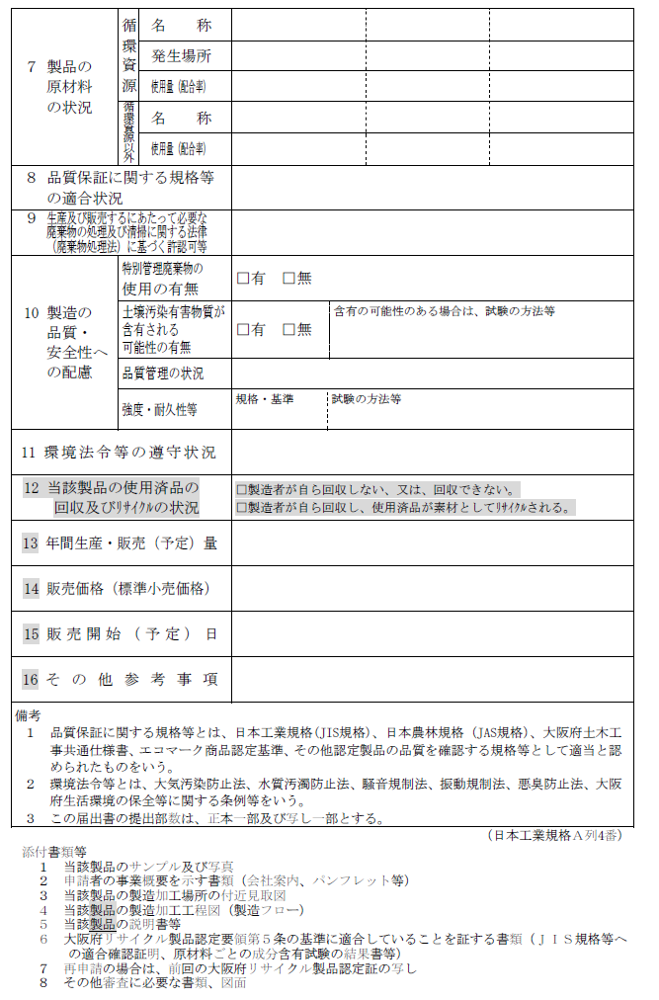 7 製品の原材料の状況
循環資源
名　　称
発生場所
使用量（配合率）
循環資源以外
名　　称
使用量（配合率）
8 品質保証に関する規格等
の適合状況
9 生産及び販売するにあたって必要な
廃棄物の処理及び清掃に関する法律
（廃棄物処理法）に基づく許認可等
10 製造の
品質・
安全性へ
の配慮
特別管理廃棄物の
使用の有無
□有　□無
土壌汚染有害物質が
含有される
可能性の有無
□有　□無
含有の可能性のある場合は、試験の方法等
品質管理の状況
強度・耐久性等
規格・基準
試験の方法等
11 環境法令等の遵守状況
12 当該製品の使用済品の
回収及びﾘｻｲｸﾙの状況
□製造者が自ら回収しない、又は、回収できない。
□製造者が自ら回収し、使用済品が素材としてﾘｻｲｸﾙされる。
13 年間生産・販売（予定）量
14 販売価格（標準小売価格）
15 販売開始（予定）日
16 その他参考事項
備考
1　品質保証に関する規格等とは、日本工業規格（JIS規格）、日本農林規格（JAS規格）、大阪府土木工
事共通仕様書、エコマーク商品認定基準、その他認定製品の品質を確認する規格等として適当と認
められたものをいう。
2　環境法令等とは、大気汚染防止法、水質汚濁防止法、騒音規制法、振動規制法、悪臭防止法、大阪
府生活環境の保全等に関する条例等をいう。
3　この届出書の提出部数は、正本一部及び写し一部とする。
（日本工業規格Ａ列4番）
添付書類等
1　当該製品のサンプル及び写真
2　申請者の事業概要を示す書類（会社案内、パンフレット等）
3　当該製品の製造加工場所の付近見取図
4　当該製品の製造加工工程図（製造フロー）
5　当該製品の説明書等
6　大阪府リサイクル製品認定要領第５条の基準に適合していることを証する書類（ＪＩＳ規格等へ
の適合確認証明、原材料ごとの成分含有試験の結果書等）
7　再申請の場合は、前回の大阪府リサイクル製品認定証の写し
8　その他審査に必要な書類、図面